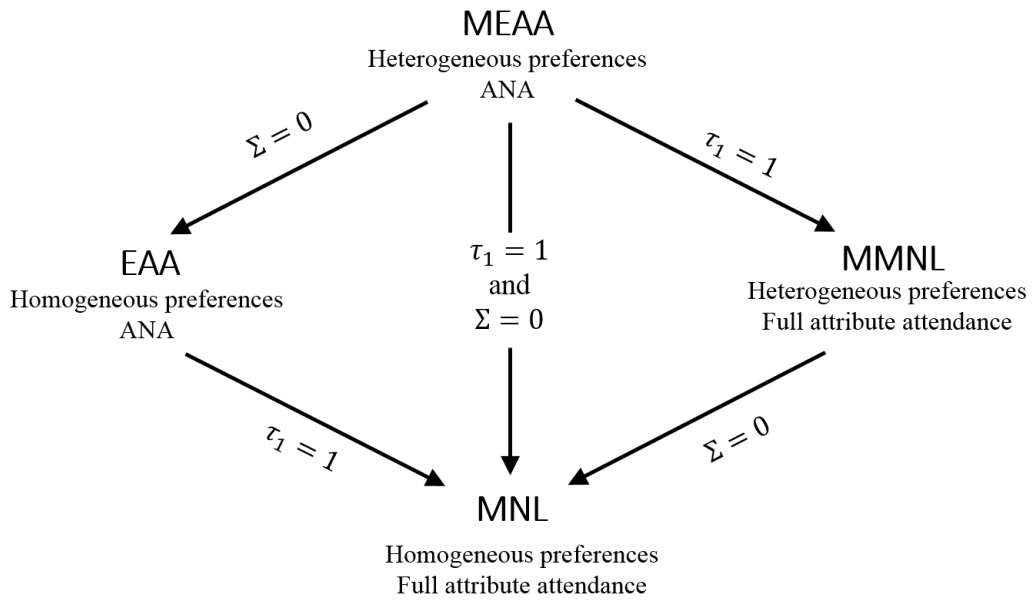 MEAA
Heterogeneous preferences
ANA
Σ = 0
τ₁ = 1
EAA
Homogeneous preferences
ANA
τ₁ = 1
and
Σ = 0
MMNL
Heterogeneous preferences
Full attribute attendance
τ₁ = 1
Σ = 0
MNL
Homogeneous preferences
Full attribute attendance